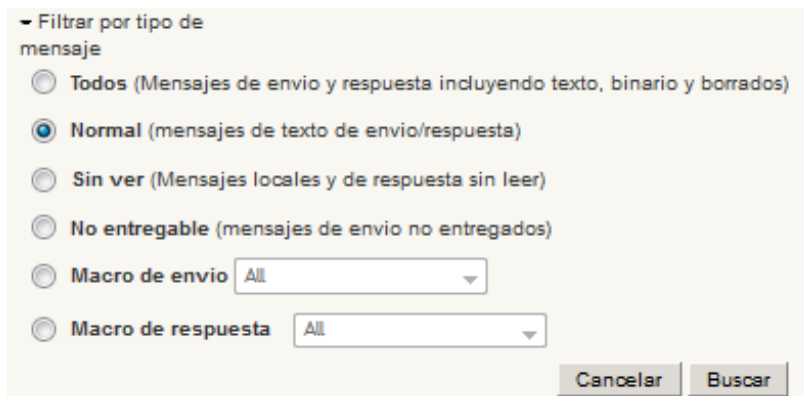 Filtrar por tipo de
mensaje
Todos (Mensajes de envio y respuesta incluyendo texto, binario y borrados)
Normal (mensajes de texto de envio/respuesta)
Sin ver (Mensajes locales y de respuesta sin leer)
No entregable (mensajes de envio no entregados)
Macro de envio All
Macro de respuesta All
Cancelar Buscar